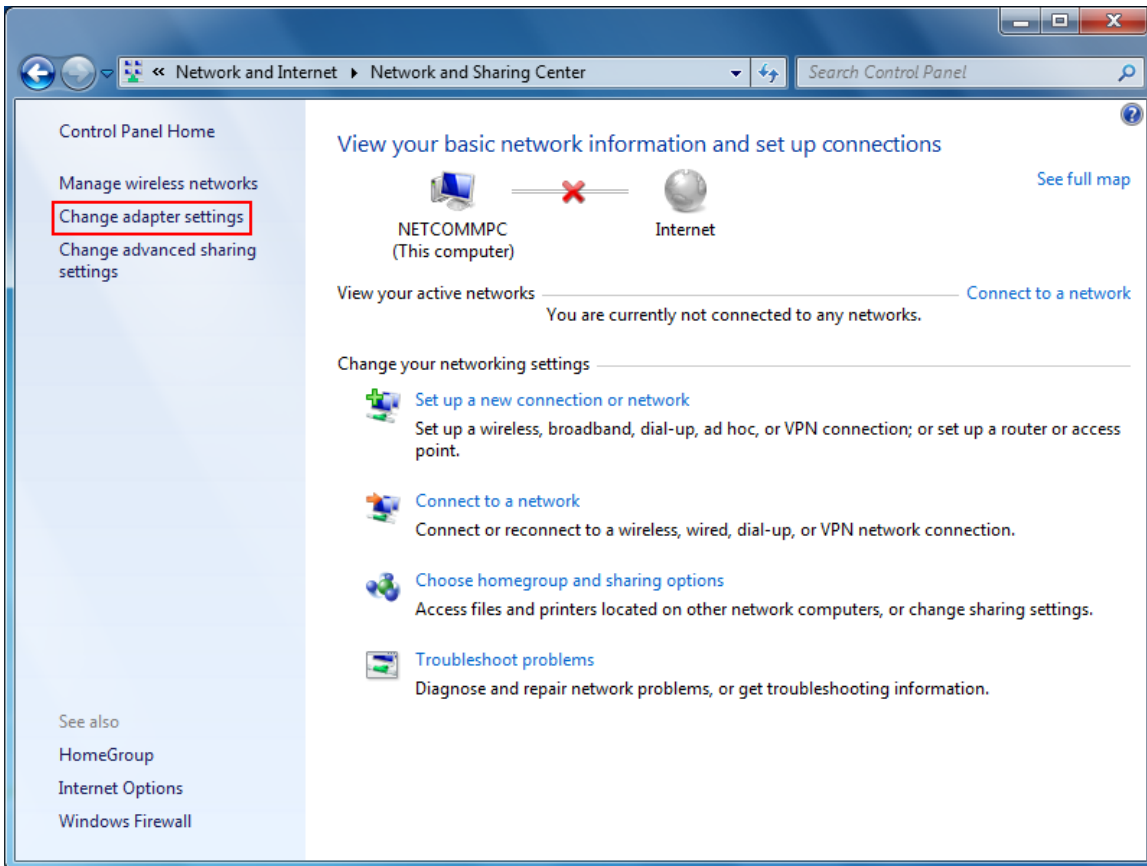 « Network and Internet ▸ Network and Sharing Center
Search Control Panel
Control Panel Home
Manage wireless networks
Change adapter settings
Change advanced sharing
settings
See also
HomeGroup
Internet Options
Windows Firewall
View your basic network information and set up connections
See full map
NETCOMMPC
(This computer)
Internet
View your active networks
Connect to a network
You are currently not connected to any networks.
Change your networking settings
Set up a new connection or network
Set up a wireless, broadband, dial-up, ad hoc, or VPN connection; or set up a router or access
point.
Connect to a network
Connect or reconnect to a wireless, wired, dial-up, or VPN network connection.
Choose homegroup and sharing options
Access files and printers located on other network computers, or change sharing settings.
Troubleshoot problems
Diagnose and repair network problems, or get troubleshooting information.